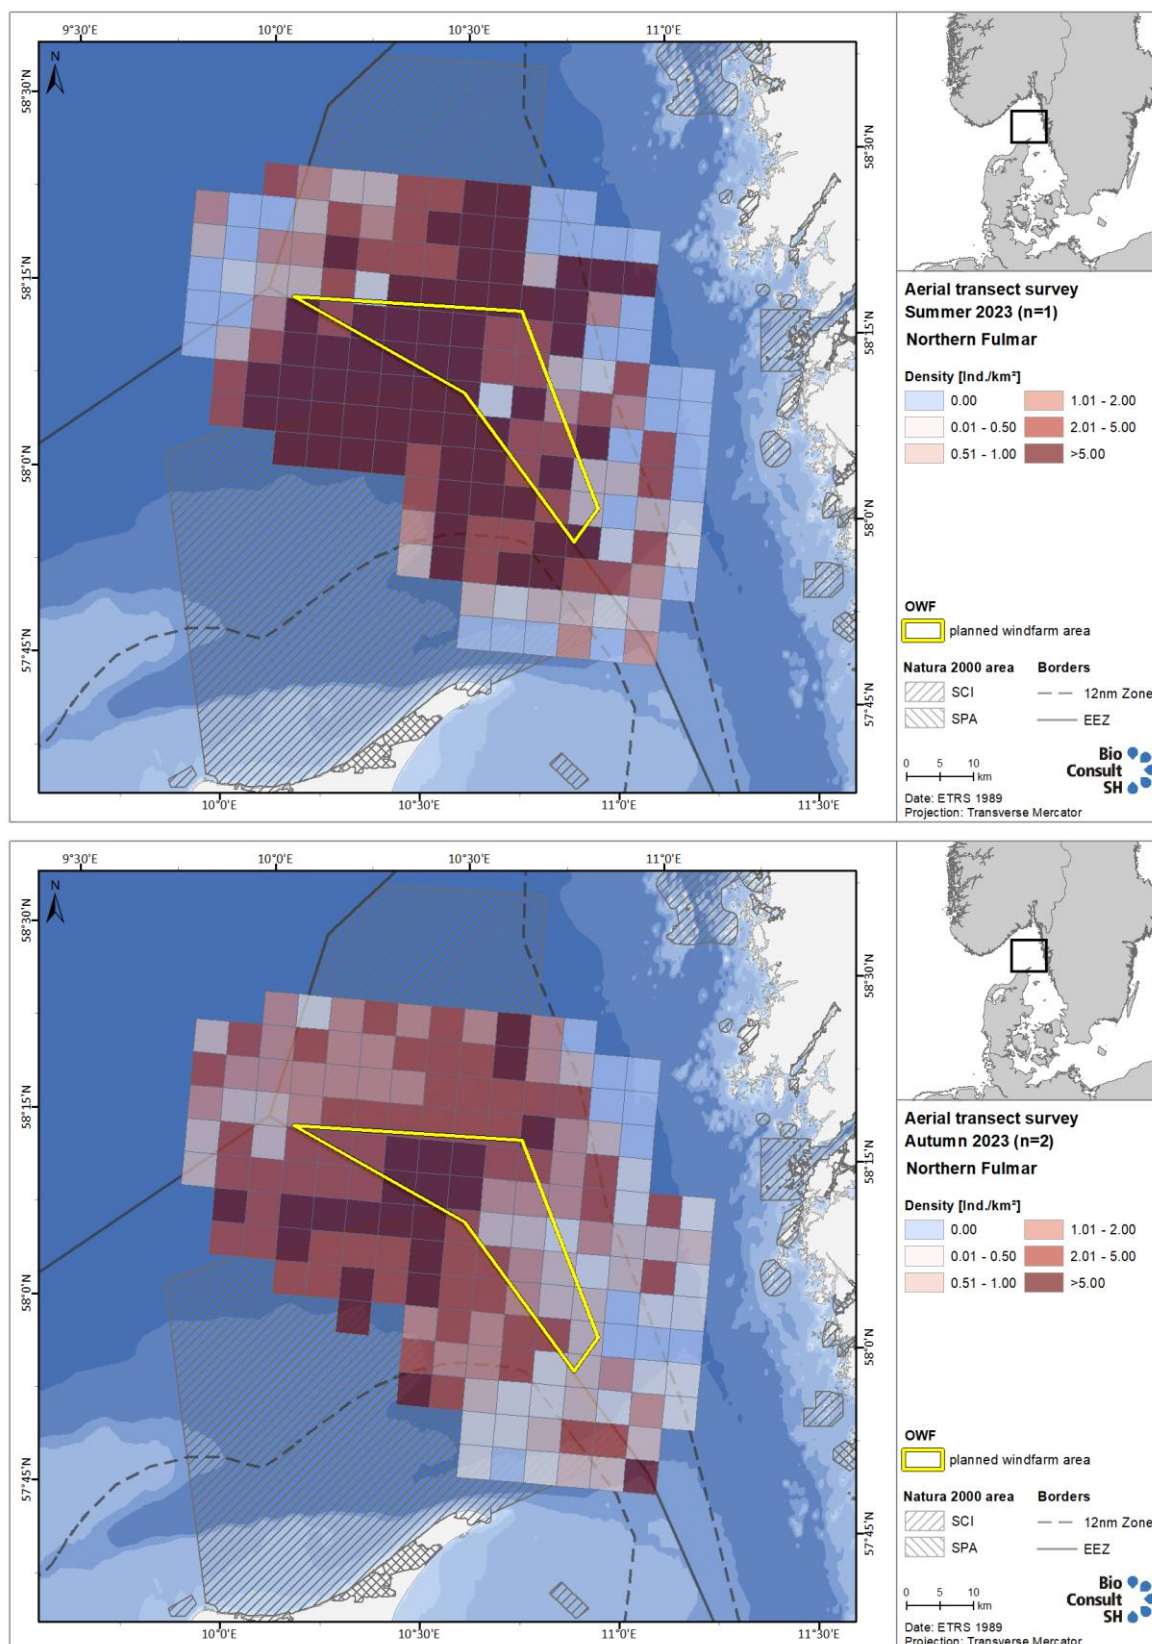 9°30'E 10°0'E 10°30'E 11°0'E
N
58°30'N
58°15'N
58°0'N
57°45'N
58°30'N
58°15'N
58°0'N
57°45'N
10°0'E 10°30'E 11°0'E 11°30'E
Aerial transect survey
Summer 2023 (n=1)
Northern Fulmar
Density [Ind./km²]
0.00 1.01 - 2.00
0.01 - 0.50 2.01 - 5.00
0.51 - 1.00 >5.00
OWF
planned windfarm area
Natura 2000 area Borders
SCI 12nm Zone
SPA EEZ
0 5 10
km
Bio
Consult
SH
Date: ETRS 1989
Projection: Transverse Mercator
9°30'E 10°0'E 10°30'E 11°0'E
N
58°30'N
58°15'N
58°0'N
57°45'N
58°30'N
58°15'N
58°0'N
57°45'N
10°0'E 10°30'E 11°0'E 11°30'E
Aerial transect survey
Autumn 2023 (n=2)
Northern Fulmar
Density [Ind./km²]
0.00 1.01 - 2.00
0.01 - 0.50 2.01 - 5.00
0.51 - 1.00 >5.00
OWF
planned windfarm area
Natura 2000 area Borders
SCI 12nm Zone
SPA EEZ
0 5 10
km
Bio
Consult
SH
Date: ETRS 1989
Projection: Transverse Mercator